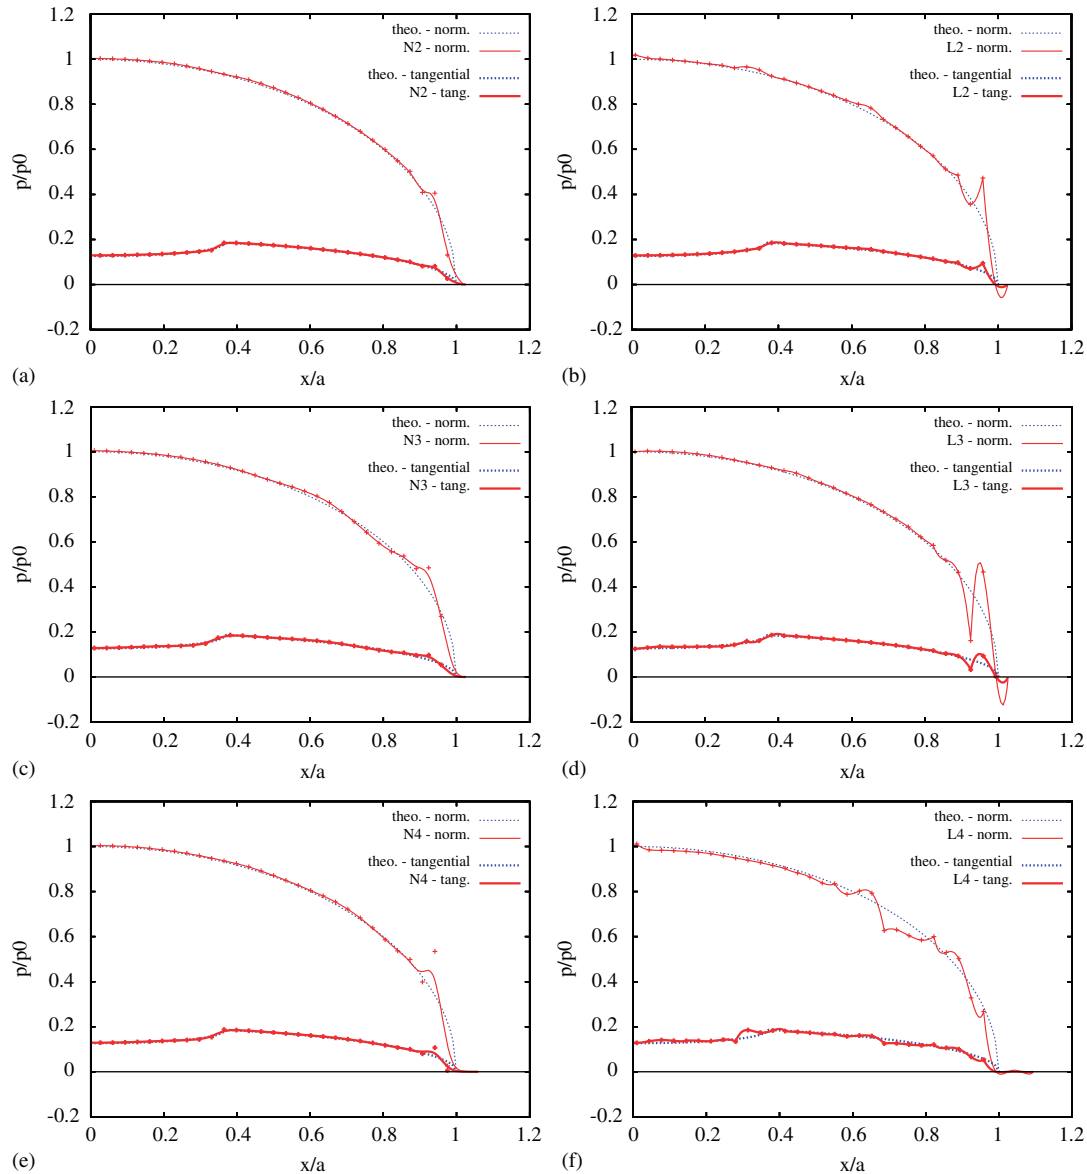 1.2
1
0.8
0.6
0.4
0.2
0
-0.2
p/p0
0 0.2 0.4 0.6 0.8 1 1.2
x/a
theo. - norm.
N2 - norm.
theo. - tangential
N2 - tang.
(a)
1.2
1
0.8
0.6
0.4
0.2
0
-0.2
p/p0
0 0.2 0.4 0.6 0.8 1 1.2
x/a
theo. - norm.
L2 - norm.
theo. - tangential
L2 - tang.
(b)
1.2
1
0.8
0.6
0.4
0.2
0
-0.2
p/p0
0 0.2 0.4 0.6 0.8 1 1.2
x/a
theo. - norm.
N3 - norm.
theo. - tangential
N3 - tang.
(c)
1.2
1
0.8
0.6
0.4
0.2
0
-0.2
p/p0
0 0.2 0.4 0.6 0.8 1 1.2
x/a
theo. - norm.
L3 - norm.
theo. - tangential
L3 - tang.
(d)
1.2
1
0.8
0.6
0.4
0.2
0
-0.2
p/p0
0 0.2 0.4 0.6 0.8 1 1.2
x/a
theo. - norm.
N4 - norm.
theo. - tangential
N4 - tang.
(e)
1.2
1
0.8
0.6
0.4
0.2
0
-0.2
p/p0
0 0.2 0.4 0.6 0.8 1 1.2
x/a
theo. - norm.
L4 - norm.
theo. - tangential
L4 - tang.
(f)